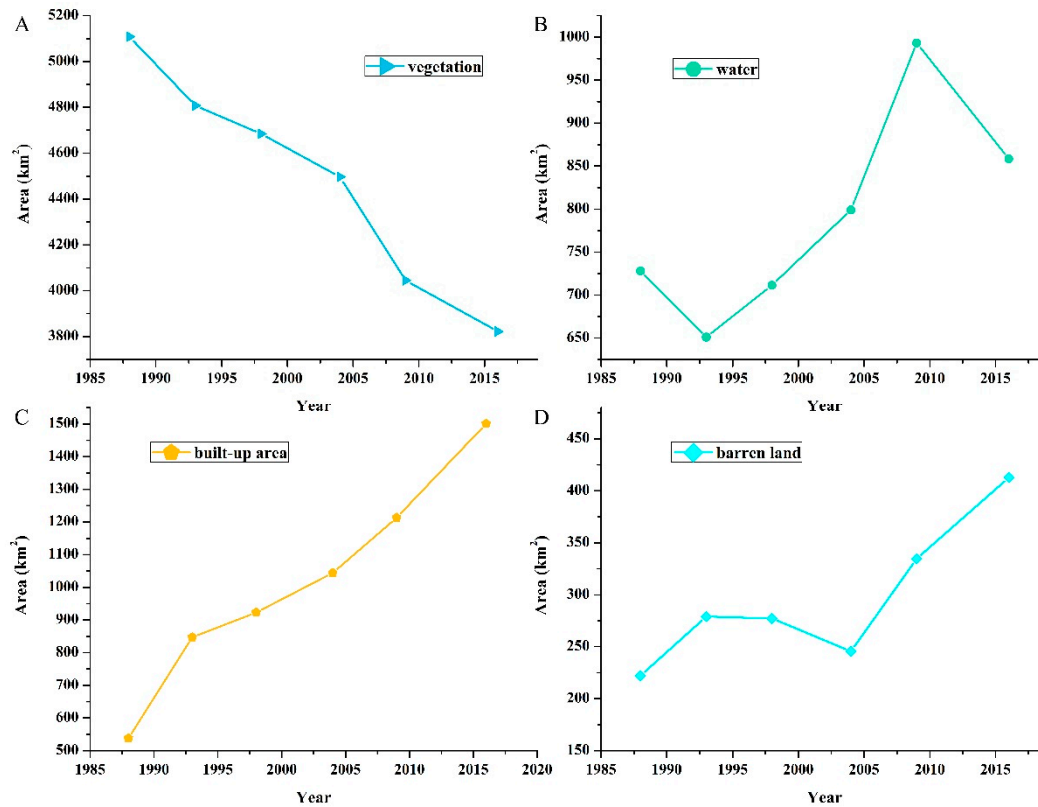 A
vegetation
Area (km²)
5200
5000
4800
4600
4400
4200
4000
3800
1985 1990 1995 2000 2005 2010 2015
Year
B
water
Area (km²)
1000
950
900
850
800
750
700
650
1985 1990 1995 2000 2005 2010 2015
Year
C
built-up area
Area (km²)
1500
1400
1300
1200
1100
1000
900
800
700
600
500
1985 1990 1995 2000 2005 2010 2015 2020
Year
D
barren land
Area (km²)
450
400
350
300
250
200
150
1985 1990 1995 2000 2005 2010 2015
Year